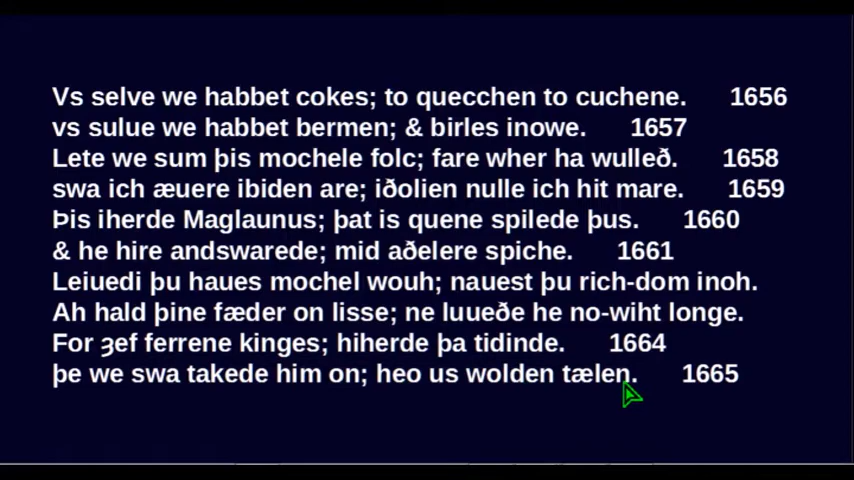 Vs selve we habbet cokes; to quecchen to cuchene. 1656
vs sulue we habbet bermen; & birles inowe. 1657
Lete we sum þis mochele folc; fare wher ha wulleð. 1658
swa ich æuere ibiden are; iðolien nulle ich hit mare. 1659
Þis iherde Maglaunus; þat is quene spilede þus. 1660
& he hire andswarede; mid aðelere spiche. 1661
Leiuedi þu haues mochel wouh; nauest þu rich-dom inoh.
Ah hald þine fæder on lisse; ne luueðe he no-wiht longe.
For ȝef ferrene kinges; hiherde þa tidinde. 1664
þe we swa takede him on; heo us wolden tælen. 1665